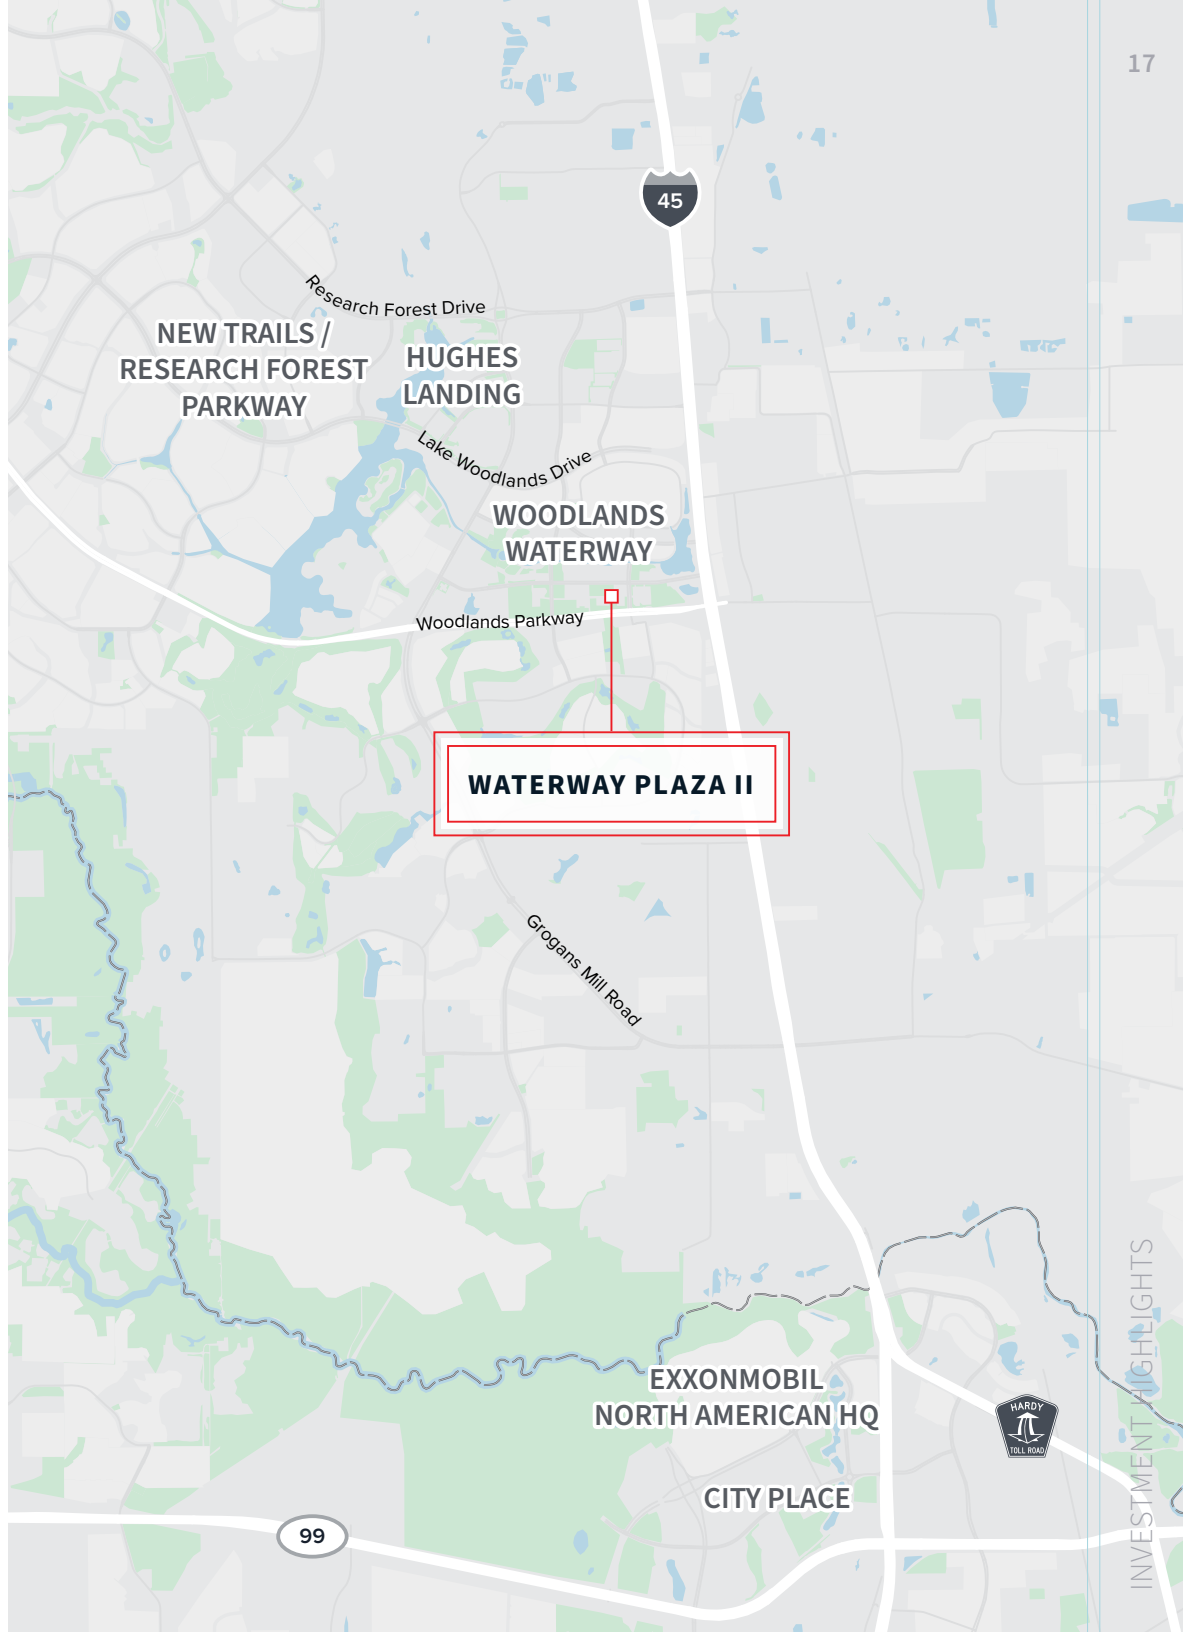 17
45
Research Forest Drive
NEW TRAILS /
RESEARCH FOREST
PARKWAY
HUGHES
LANDING
Lake Woodlands Drive
WOODLANDS
WATERWAY
Woodlands Parkway
WATERWAY PLAZA II
Grogans Mill Road
EXXONMOBIL
NORTH AMERICAN HQ
HARDY
TOLL ROAD
CITY PLACE
99
INVESTMENT HIGHLIGHTS